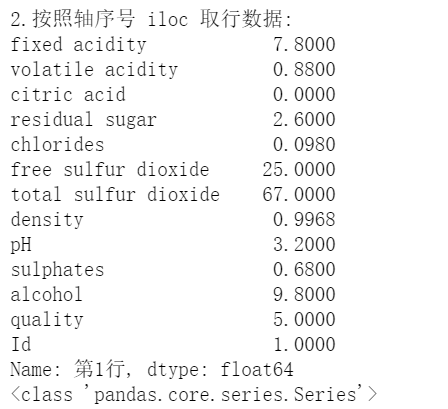 2.按照轴序号 iloc 取行数据:
fixed acidity 7.8000
volatile acidity 0.8800
citric acid 0.0000
residual sugar 2.6000
chlorides 0.0980
free sulfur dioxide 25.0000
total sulfur dioxide 67.0000
density 0.9968
pH 3.2000
sulphates 0.6800
alcohol 9.8000
quality 5.0000
Id 1.0000
Name: 第1行, dtype: float64
<class 'pandas.core.series.Series'>